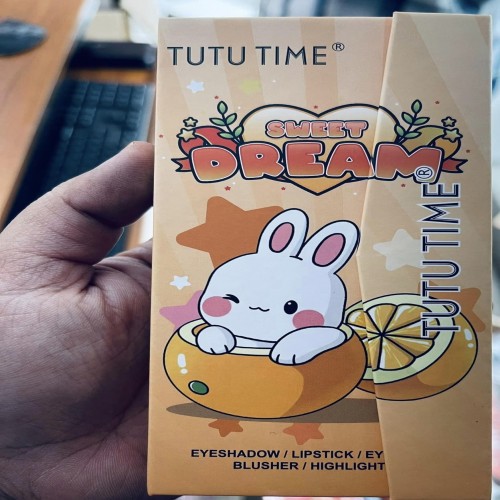 TUTU TIME®
SWEET
DREAM
TUTU TIME®
EYESHADOW / LIPSTICK / EY
BLUSHER / HIGHLIGHT